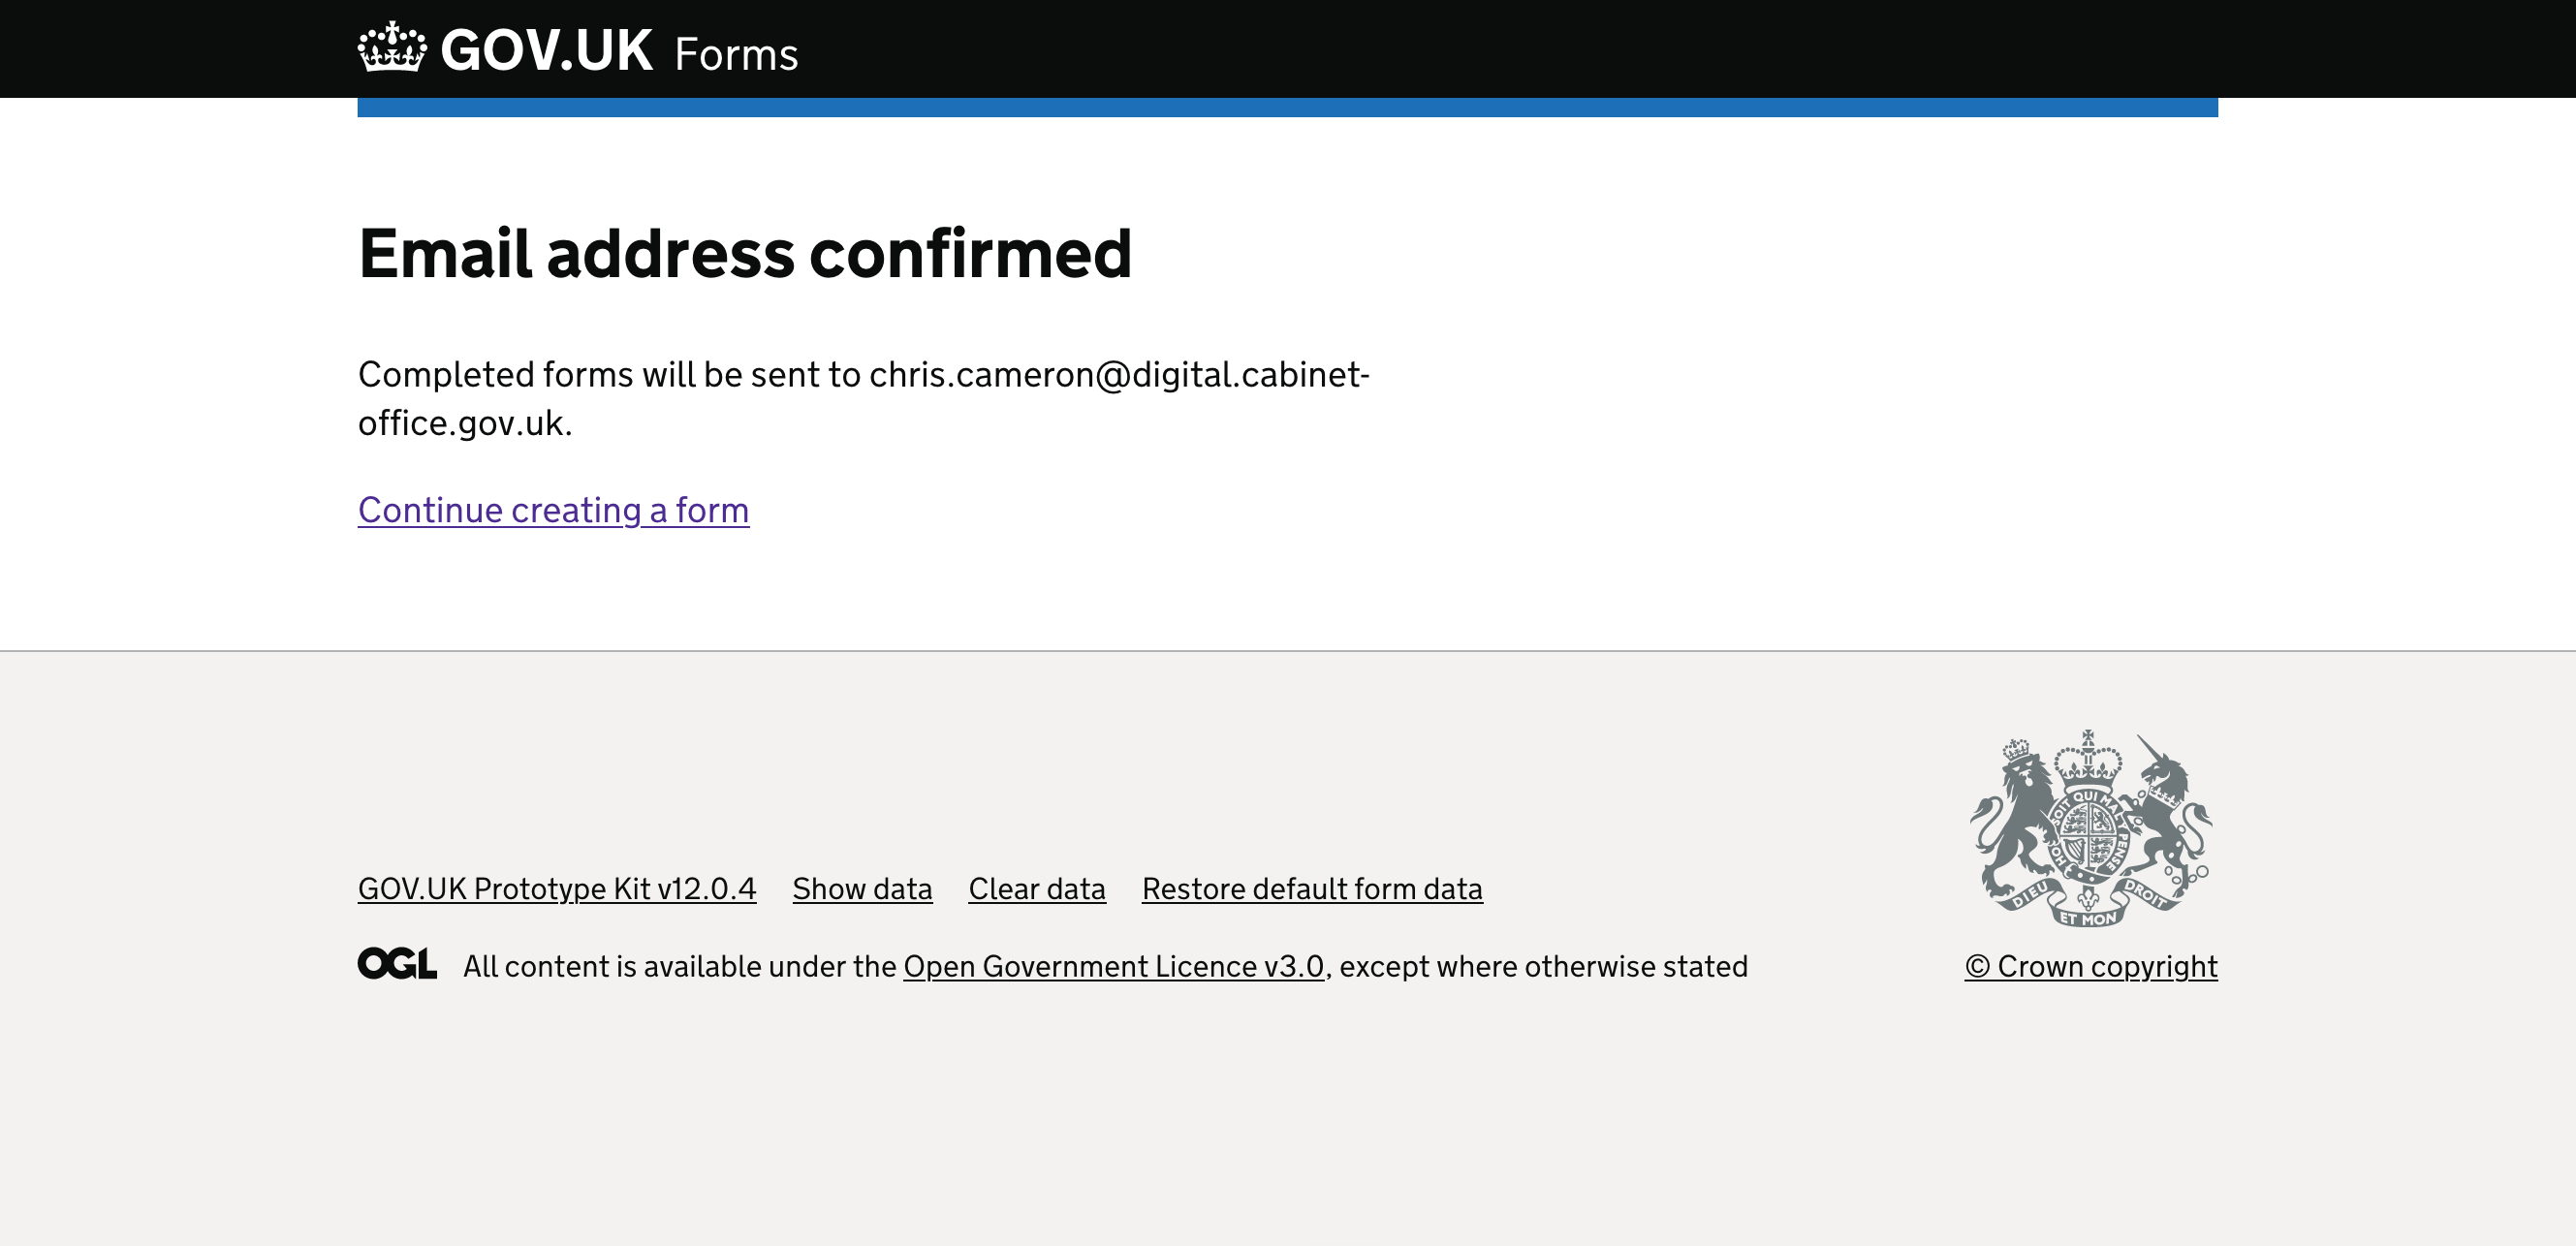 GOV.UK Forms
Email address confirmed
Completed forms will be sent to chris.cameron@digital.cabinet-
office.gov.uk.
Continue creating a form
GOV.UK Prototype Kit v12.0.4 Show data Clear data Restore default form data
OGL All content is available under the Open Government Licence v3.0, except where otherwise stated
HONI SOIT QUI MAL Y PENSE
DIEU ET MON DROIT
© Crown copyright